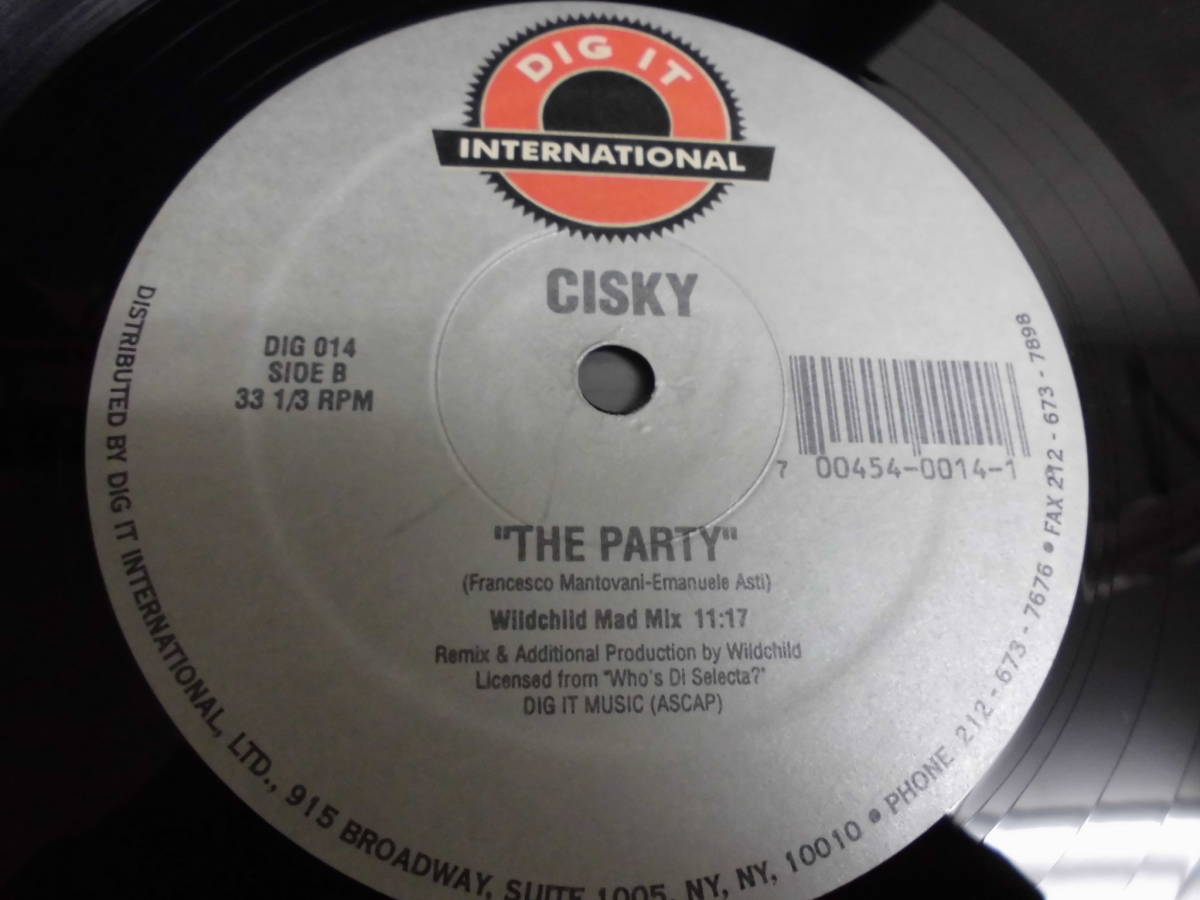 DIG IT
INTERNATIONAL
CISKY
DIG 014
SIDE B
33 1/3 RPM
7 00454-0014-1
"THE PARTY"
(Francesco Mantovani-Emanuele Asti)
Wildchild Mad Mix 11:17
Remix & Additional Production by Wildchild
Licensed from "Who's Di Selecta?"
DIG IT MUSIC (ASCAP)
DISTRIBUTED BY DIG IT INTERNATIONAL, LTD., 915 BROADWAY, SUITE 1005, NY, NY, 10010 • PHONE 212 - 673 - 7676 • FAX 212 - 673 - 7898